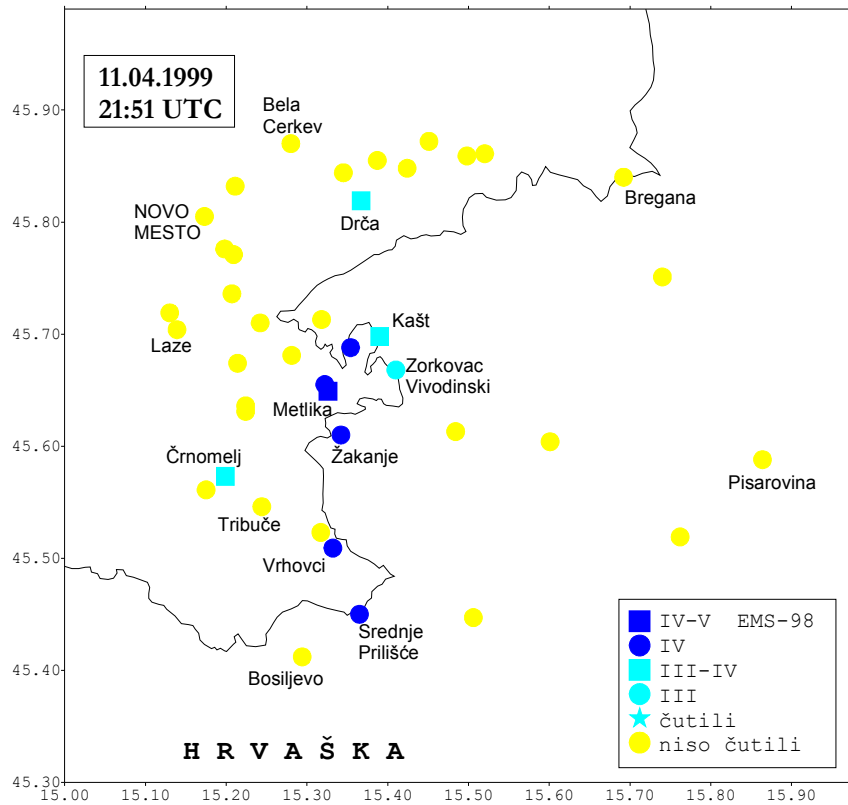 11.04.1999
21:51 UTC
45.90
Bela
Cerkev
45.80
NOVO
MESTO
Drča
Bregana
45.70
Kašt
Laze
Zorkovac
Vivodinski
Metlika
45.60
Žakanje
Črnomelj
Pisarovina
Tribuče
45.50
Vrhovci
Srednje
Prilišće
45.40
Bosiljevo
IV-V EMS-98
IV
III-IV
III
čutili
niso čutili
H R V A Š K A
45.30
15.00 15.10 15.20 15.30 15.40 15.50 15.60 15.70 15.80 15.90